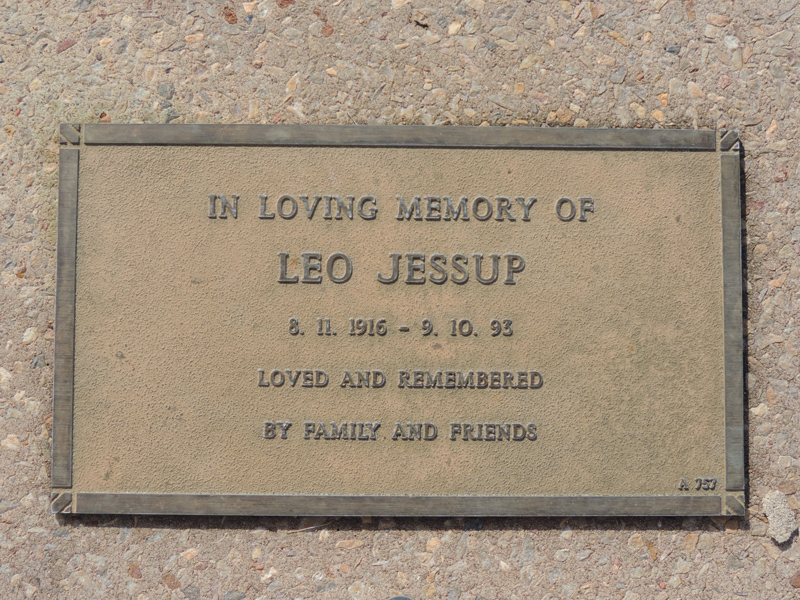 IN LOVING MEMORY OF
LEO JESSUP
8. 11. 1916 - 9. 10. 93
LOVED AND REMEMBERED
BY FAMILY AND FRIENDS
A 757